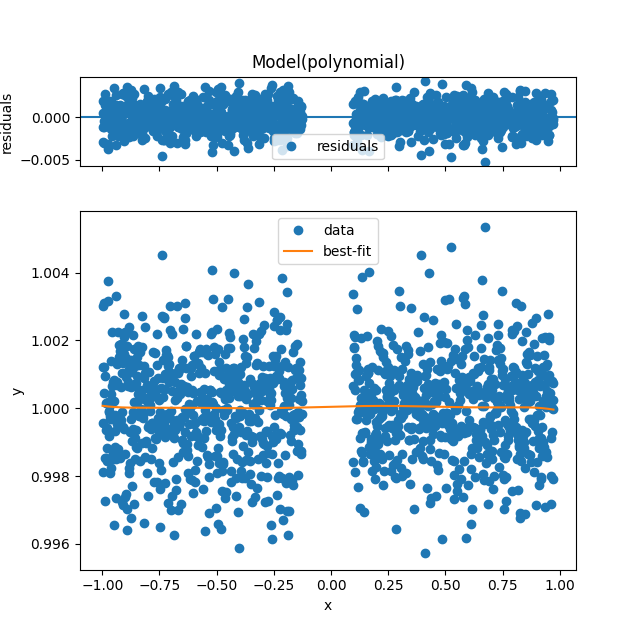 Model(polynomial)
residuals
0.000
−0.005
residuals
data
best-fit
y
1.004
1.002
1.000
0.998
0.996
−1.00 −0.75 −0.50 −0.25 0.00 0.25 0.50 0.75 1.00
x